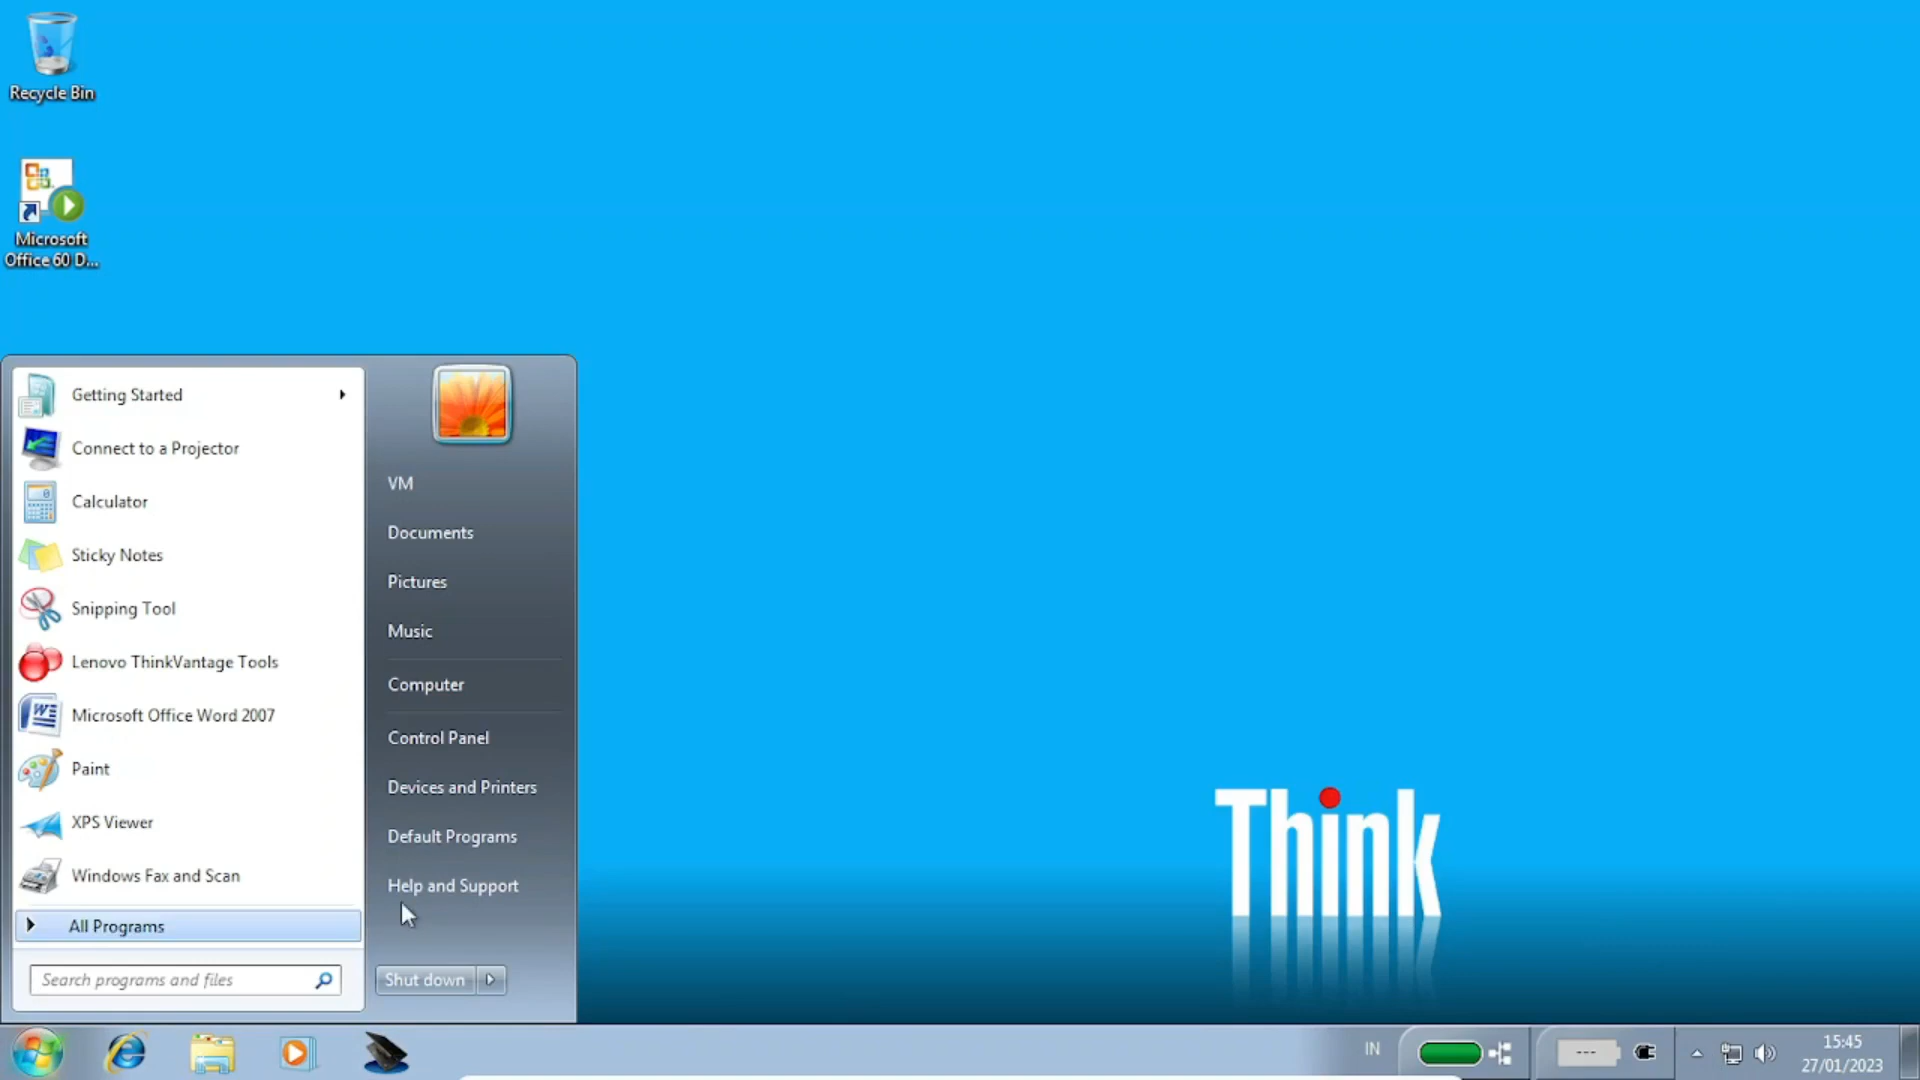 Recycle Bin
Microsoft
Office 60 D...
Getting Started
Connect to a Projector
Calculator
Sticky Notes
Snipping Tool
Lenovo ThinkVantage Tools
Microsoft Office Word 2007
Paint
XPS Viewer
Windows Fax and Scan
All Programs
Search programs and files
VM
Documents
Pictures
Music
Computer
Control Panel
Devices and Printers
Default Programs
Help and Support
Shut down
Think
IN
---
15:45
27/01/2023